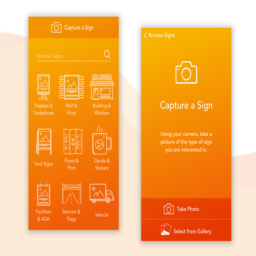 Capture a Sign
Browse Signs
Displays &
Tradeshows
Wall &
Floor
Building &
Window
Yard Signs
Flyers &
Print
Decals &
Stickers
Facilities
& ADA
Banners &
Flags
Vehicle
Browse Signs
Capture a Sign
Using your camera, take a
picture of the type of sign
you are interested in.
Take Photo
Select from Gallery